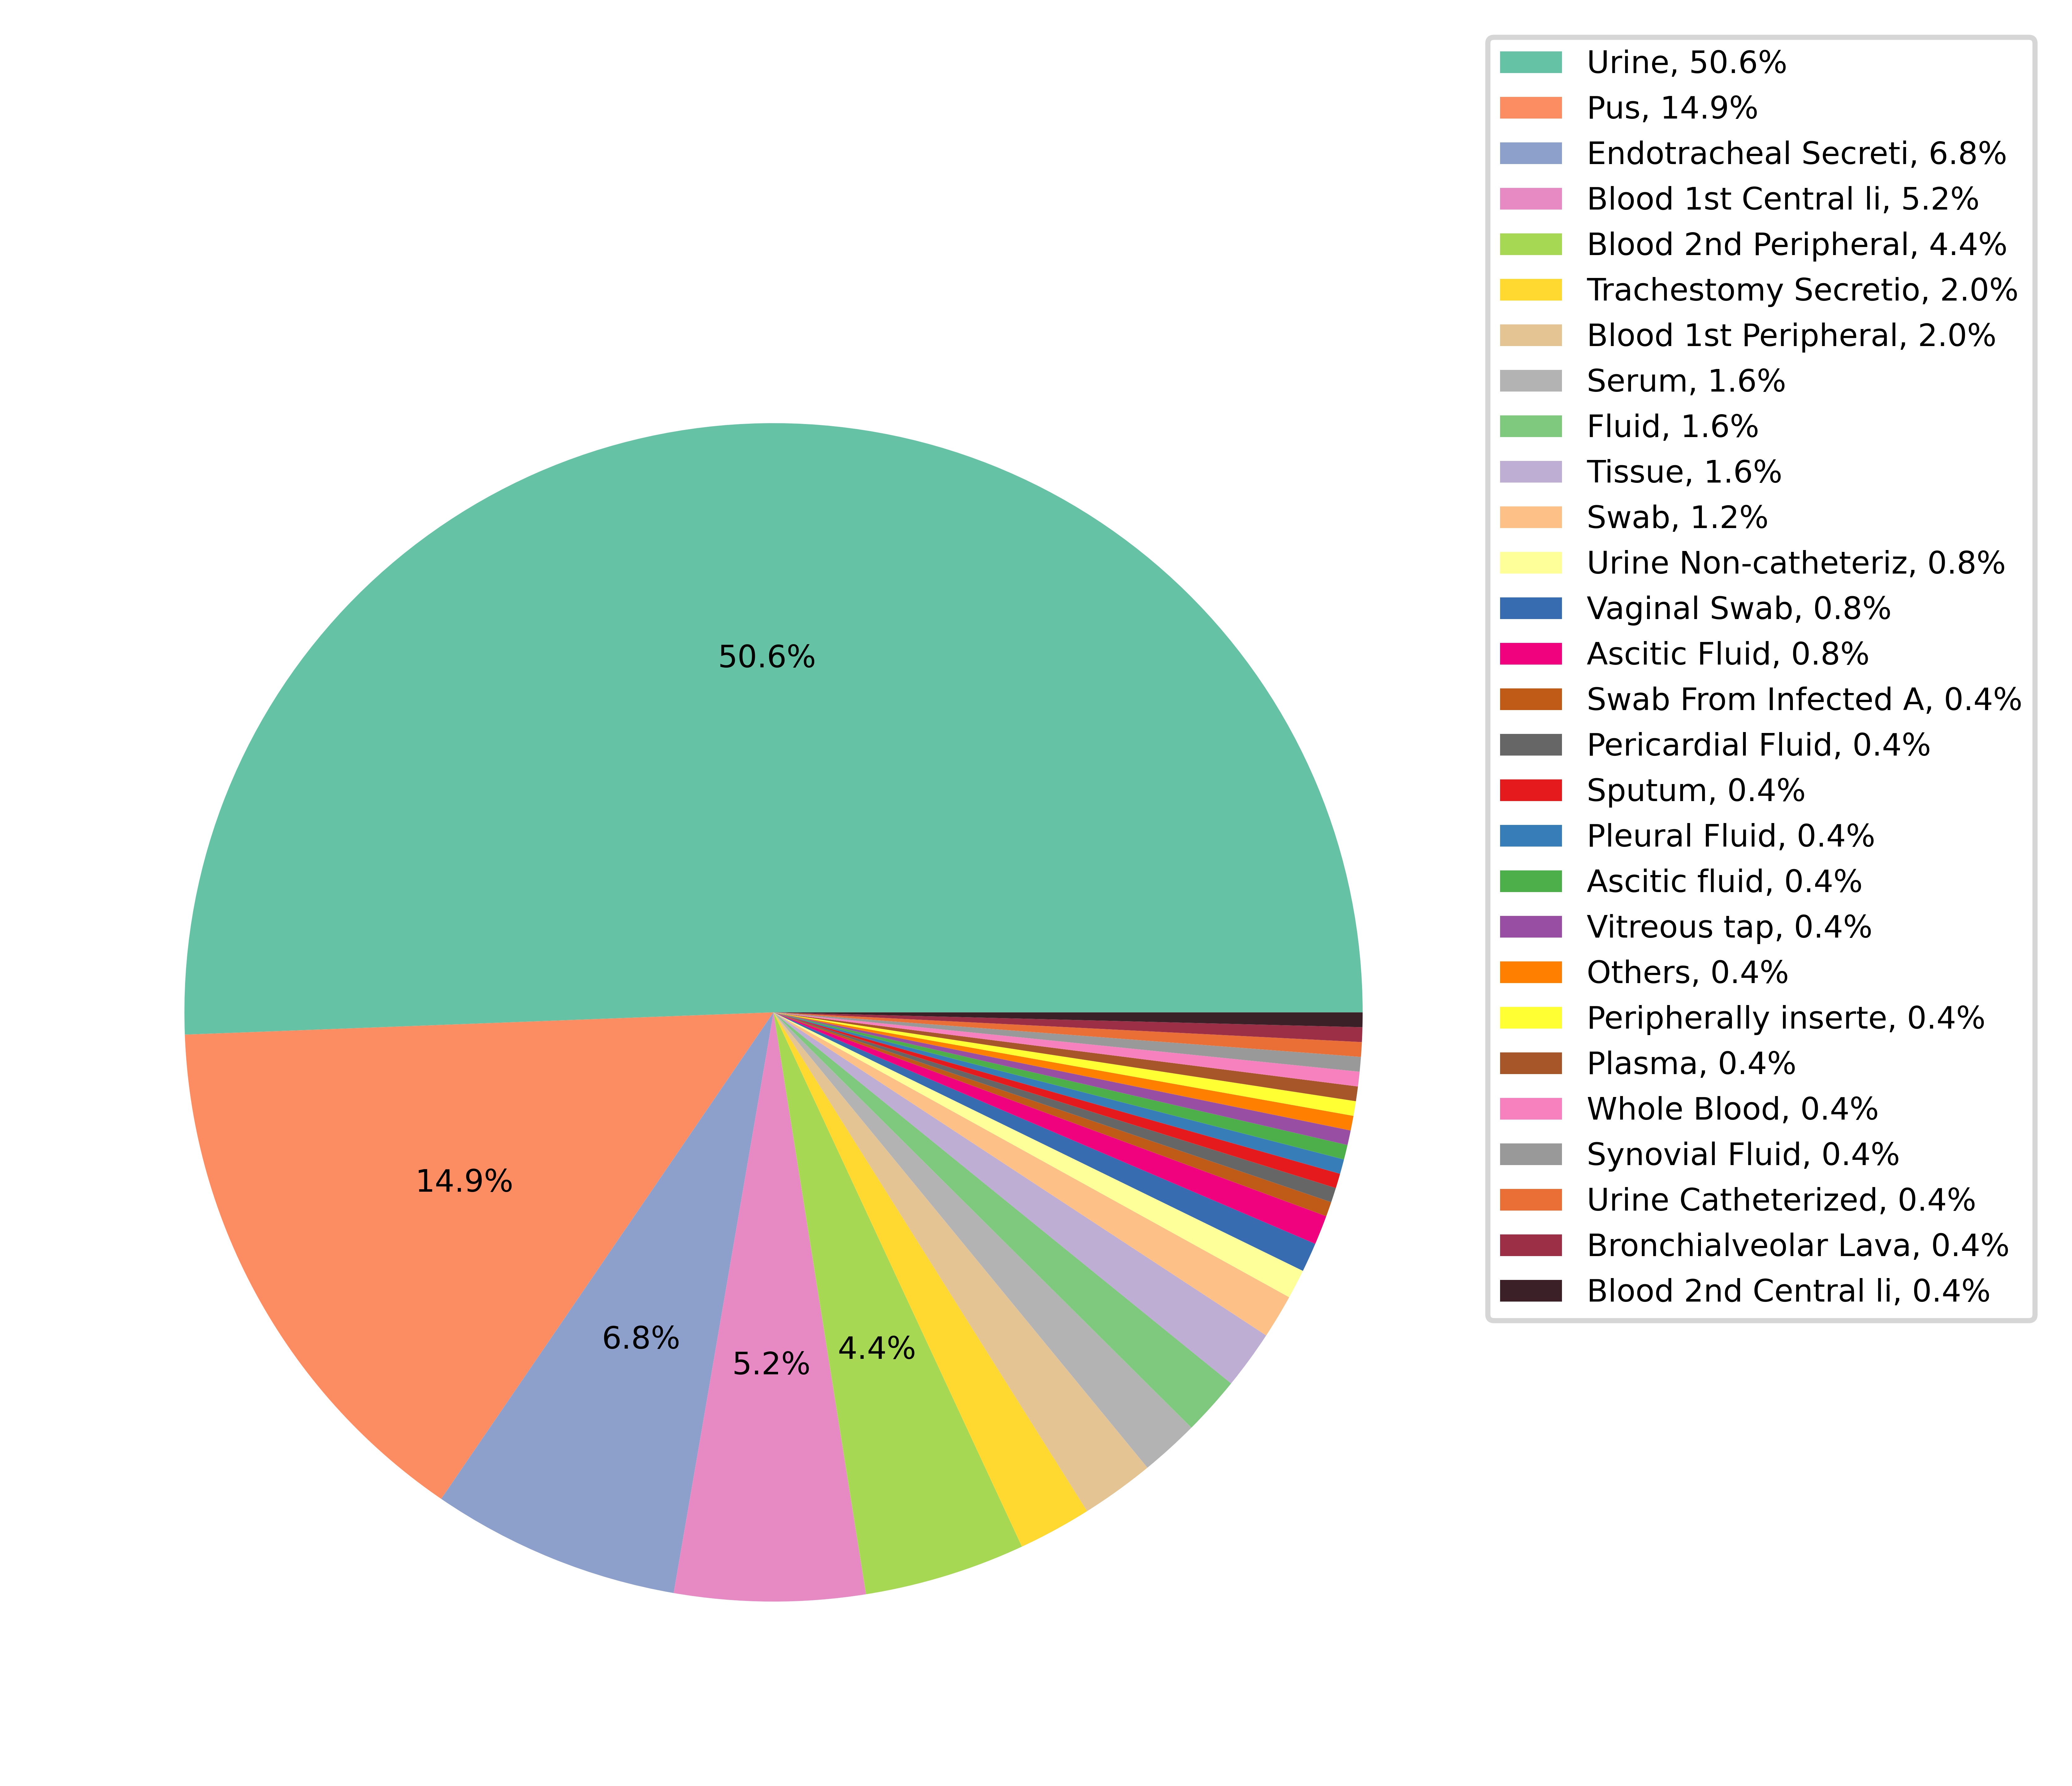 Urine, 50.6%
Pus, 14.9%
Endotracheal Secreti, 6.8%
Blood 1st Central li, 5.2%
Blood 2nd Peripheral, 4.4%
Trachestomy Secretio, 2.0%
Blood 1st Peripheral, 2.0%
Serum, 1.6%
Fluid, 1.6%
Tissue, 1.6%
Swab, 1.2%
Urine Non-catheteriz, 0.8%
Vaginal Swab, 0.8%
Ascitic Fluid, 0.8%
Swab From Infected A, 0.4%
Pericardial Fluid, 0.4%
Sputum, 0.4%
Pleural Fluid, 0.4%
Ascitic fluid, 0.4%
Vitreous tap, 0.4%
Others, 0.4%
Peripherally inserte, 0.4%
Plasma, 0.4%
Whole Blood, 0.4%
Synovial Fluid, 0.4%
Urine Catheterized, 0.4%
Bronchialveolar Lava, 0.4%
Blood 2nd Central li, 0.4%
50.6%
14.9%
6.8%
5.2%
4.4%